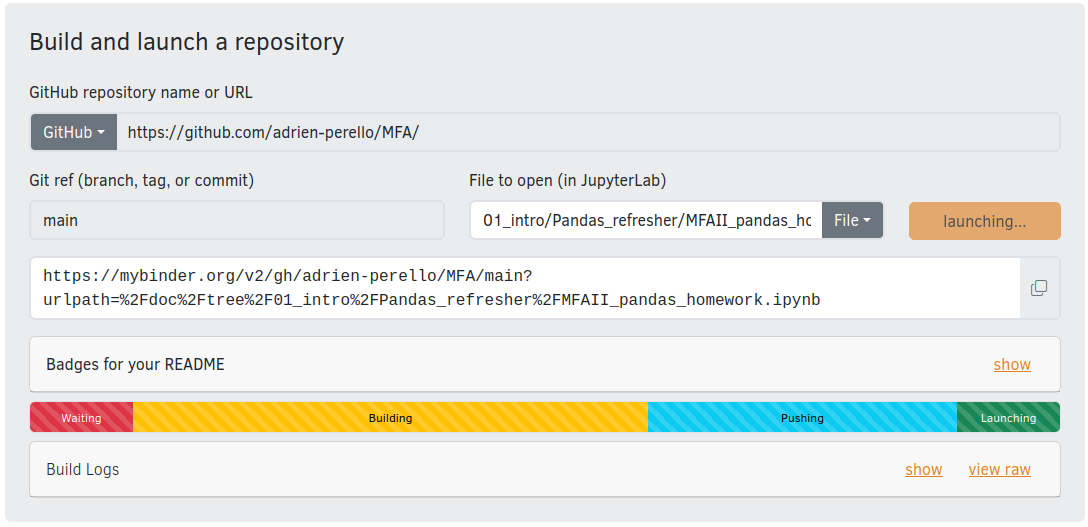 Build and launch a repository
GitHub repository name or URL
GitHub https://github.com/adrien-perello/MFA/
Git ref (branch, tag, or commit) File to open (in JupyterLab)
main 01_intro/Pandas_refresher/MFAII_pandas_ho File launching...
https://mybinder.org/v2/gh/adrien-perello/MFA/main?
urlpath=%2Fdoc%2Ftree%2F01_intro%2FPandas_refresher%2FMFAII_pandas_homework.ipynb
Badges for your README show
Waiting Building Pushing Launching
Build Logs show view raw